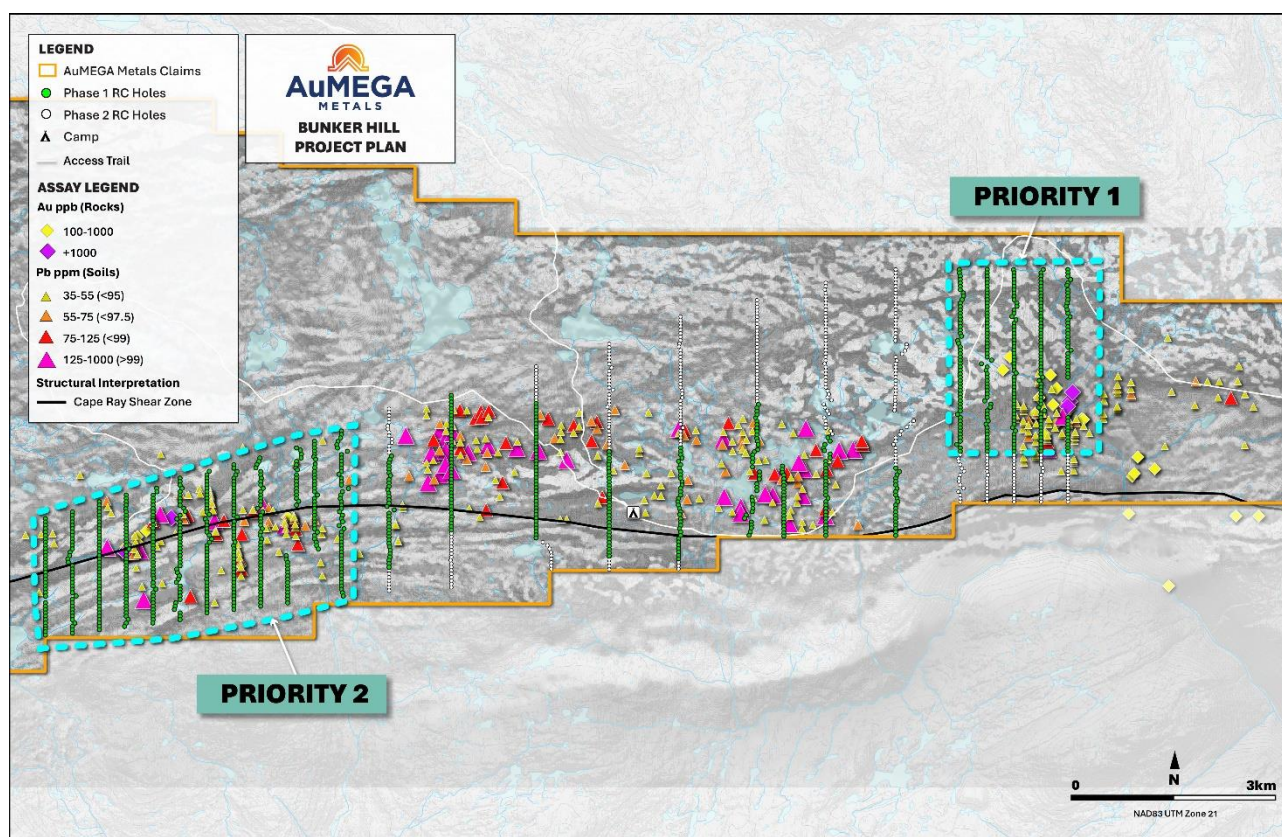 LEGEND
AuMEGA Metals Claims
Phase 1 RC Holes
Phase 2 RC Holes
Camp
Access Trail
ASSAY LEGEND
Au ppb (Rocks)
100-1000
+1000
Pb ppm (Soils)
35-55 (<95)
55-75 (<97.5)
75-125 (<99)
125-1000 (>99)
Structural Interpretation
Cape Ray Shear Zone
AuMEGA
METALS
BUNKER HILL
PROJECT PLAN
PRIORITY 1
PRIORITY 2
N
0 3km
NAD83 UTM Zone 21